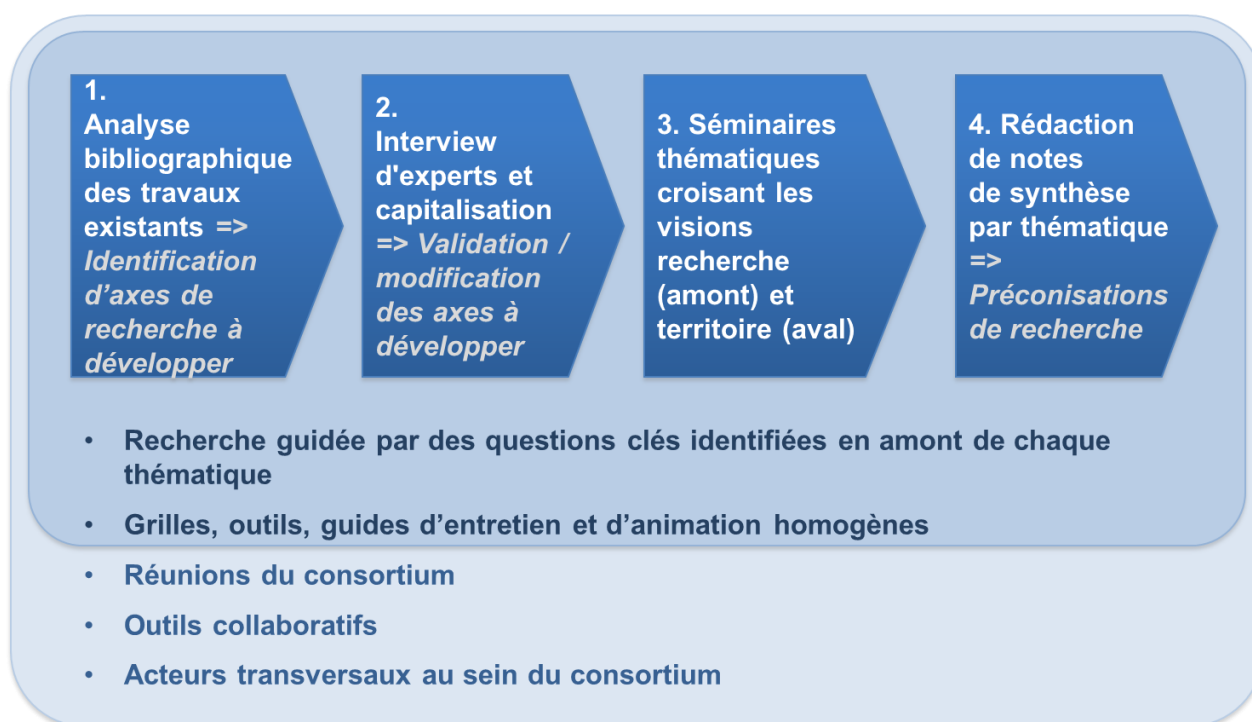 1.
Analyse
bibliographique
des travaux
existants =>
Identification
d’axes de
recherche à
développer
2.
Interview
d'experts et
capitalisation
=> Validation /
modification
des axes à
développer
3. Séminaires
thématiques
croisant les
visions
recherche
(amont) et
territoire (aval)
4. Rédaction
de notes
de synthèse
par thématique
=>
Préconisations
de recherche
• Recherche guidée par des questions clés identifiées en amont de chaque
thématique
• Grilles, outils, guides d’entretien et d’animation homogènes
• Réunions du consortium
• Outils collaboratifs
• Acteurs transversaux au sein du consortium